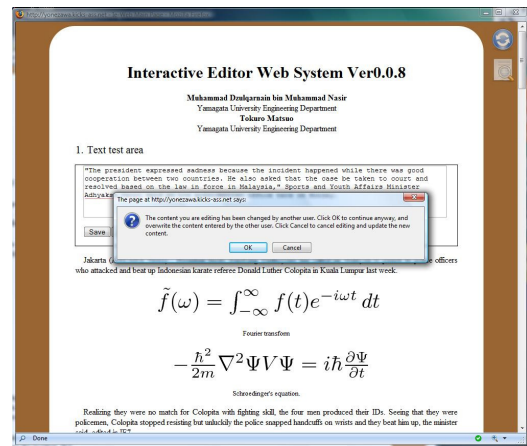 Interactive Editor Web System Ver0.0.8
Muhammad Dzulqarnain bin Muhammad Nasir
Yamagata University Engineering Department
Tokuro Matsuo
Yamagata University Engineering Department
1. Text test area
"The president expressed sadness because the incident happened while there was good
cooperation between two countries. He also asked that the case be taken to court and
resolved based on the law in force in Malaysia," Sports and Youth Affairs Minister
Adhyaks
The page at http://yonezawa.kicks-ass.net says:
The content you are editing has been changed by another user. Click OK to continue anyway, and
overwrite the content entered by the other user. Click Cancel to cancel editing and update the new
content.
OK Cancel
Save
Jakarta officers
who attacked and beat up Indonesian karate referee Donald Luther Colopita in Kuala Lumpur last week.
f̃(ω) = ∫_{-∞}^{∞} f(t)e^{-iωt} dt
Fourier transform
-ħ²/2m ∇²ΨVΨ = iħ ∂Ψ/∂t
Schroedinger's equation.
Realizing they were no match for Colopita with fighting skill, the four men produced their IDs. Seeing that they were
policemen, Colopita stopped resisting but unluckily the police snapped handcuffs on wrists and they beat him up, the minister
Done